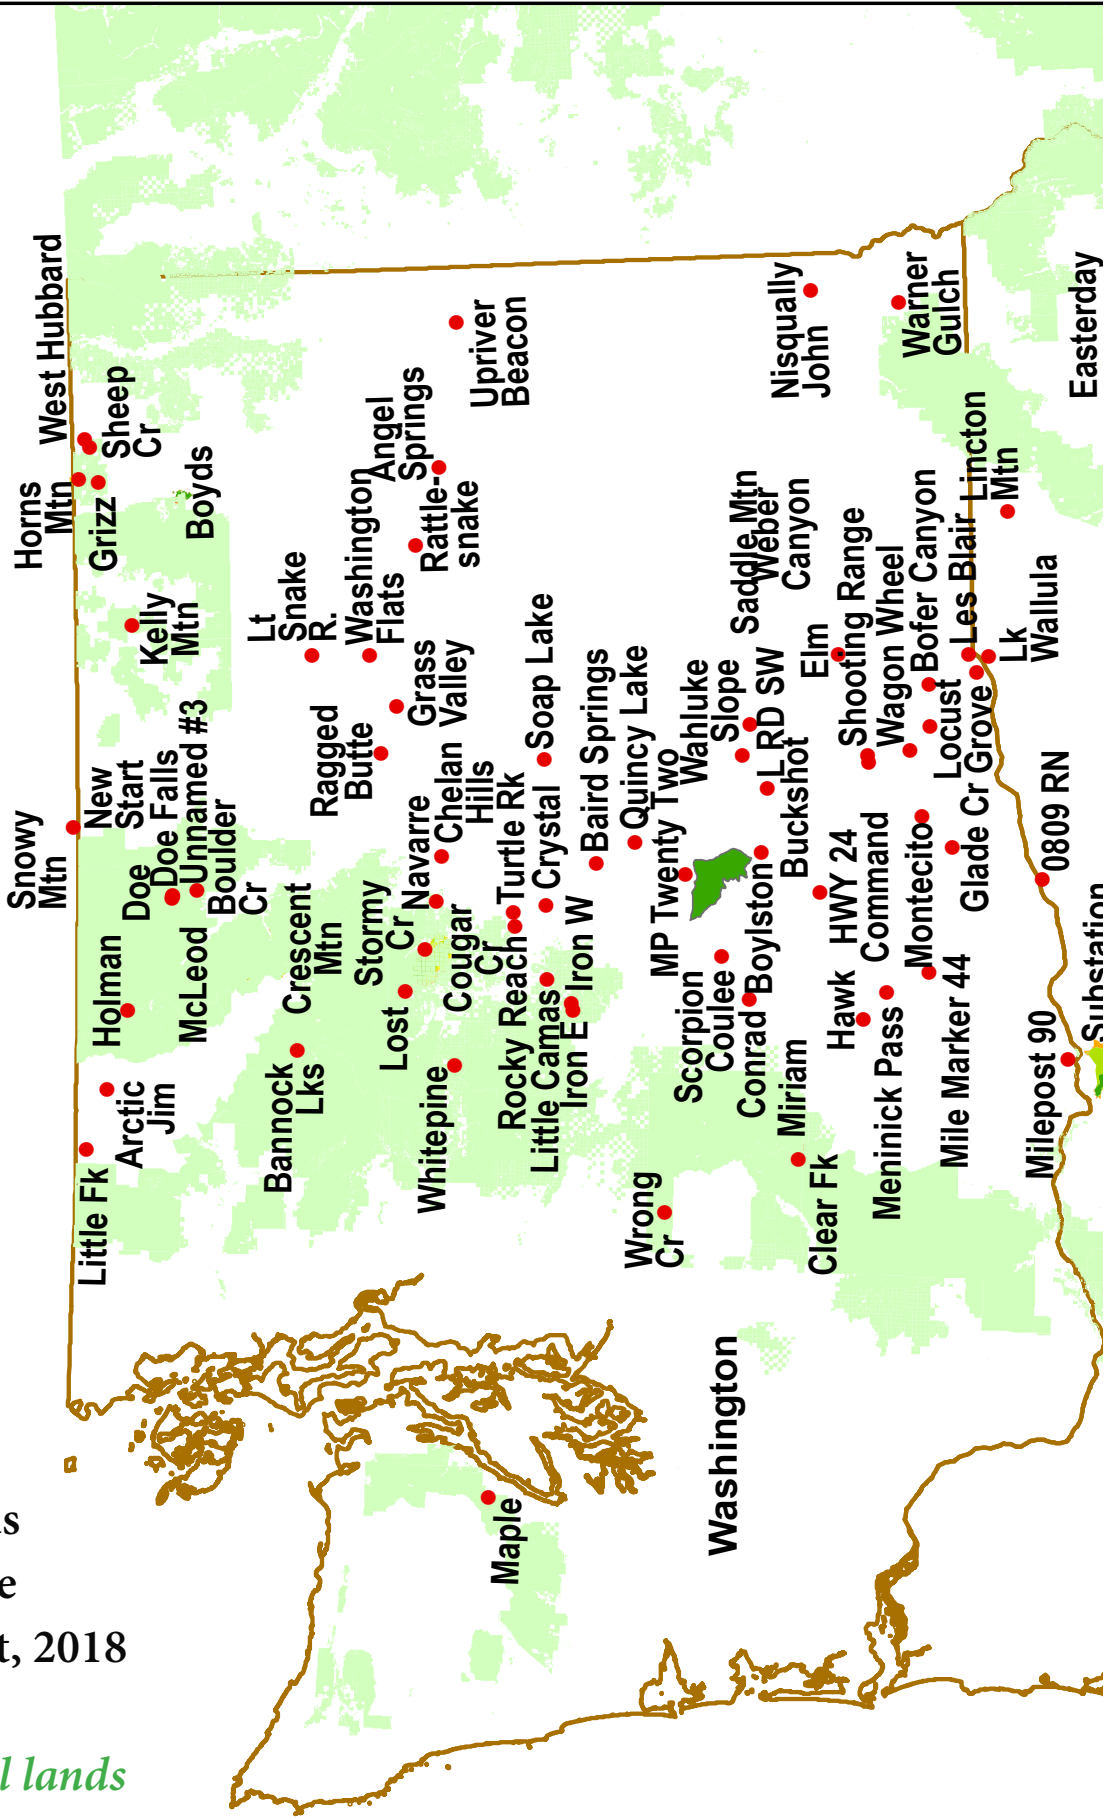 West Hubbard
Horns
Mtn
Sheep
Cr
Grizz
Boyds
Kelly
Mtn
Snowy
Mtn
New
Start
Doe
Doe Falls
Unnamed #3
Boulder
Cr
McLeod
Holman
Arctic
Jim
Little Fk
Crescent
Mtn
Bannock
Lks
Lt
Snake
R.
Washington
Flats
Angel
Springs
Rattle-
snake
Upriver
Beacon
Ragged
Butte
Grass
Valley
Chelan
Hills
Navarre
Stormy
Cr
Lost
Cougar
Cr
Whitepine
Turtle Rk
Rocky Reach
Soap Lake
Crystal
Little Camas
Iron W
Iron E
Baird Springs
Quincy Lake
MP Twenty Two
Wahluke
Slope
Saddle Mtn
Weber
Canyon
L RD SW
Nisqually
John
Warner
Gulch
Elm
Shooting Range
Wagon Wheel
Bofer Canyon
Les Blair
Lincton
Mtn
Easterday
Lk
Wallula
Locust
Grove
Glade Cr
Buckshot
Boylston
Scorpion
Coulee
Conrad
Miriam
HWY 24
Command
Hawk
Montecito
Meninick Pass
Mile Marker 44
Clear Fk
Wrong
Cr
0809 RN
Milepost 90
Substation
Washington
Maple
s
e
t, 2018
l lands